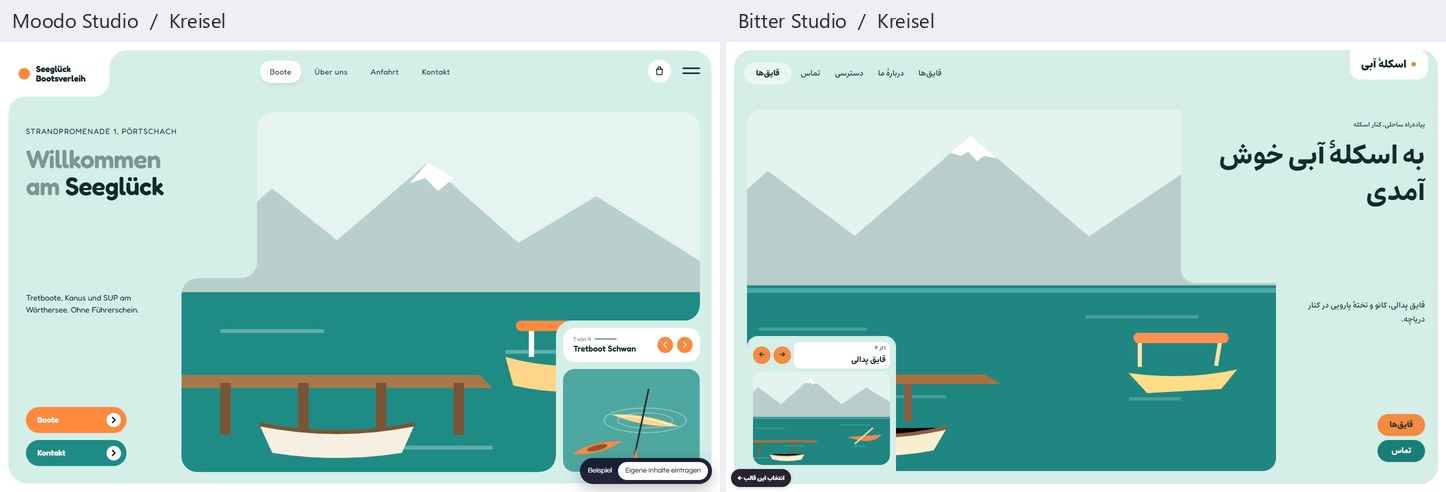 Moodo Studio / Kreisel
Seeglück
Bootsverleih
Boote
Über uns
Anfahrt
Kontakt
STRANDPROMENADE 1, PÖRTSCHACH
Willkommen
am Seeglück
Tretboote, Kanus und SUP am
Wörthersee. Ohne Führerschein.
Boote
Kontakt
1 von 4
Tretboot Schwan
Beispiel
Eigene Inhalte eintragen
Bitter Studio / Kreisel
اسکلهٔ آبی
قایق‌ها
دربارهٔ ما
دسترسی
تماس
قایق‌ها
پیاده‌راه ساحلی، کنار اسکله
به اسکلهٔ آبی خوش
آمدی
قایق پدالی، کانو و تختهٔ پارویی در کنار
دریاچه.
۱ از ۴
قایق پدالی
قایق‌ها
تماس
انتخاب این قالب ←